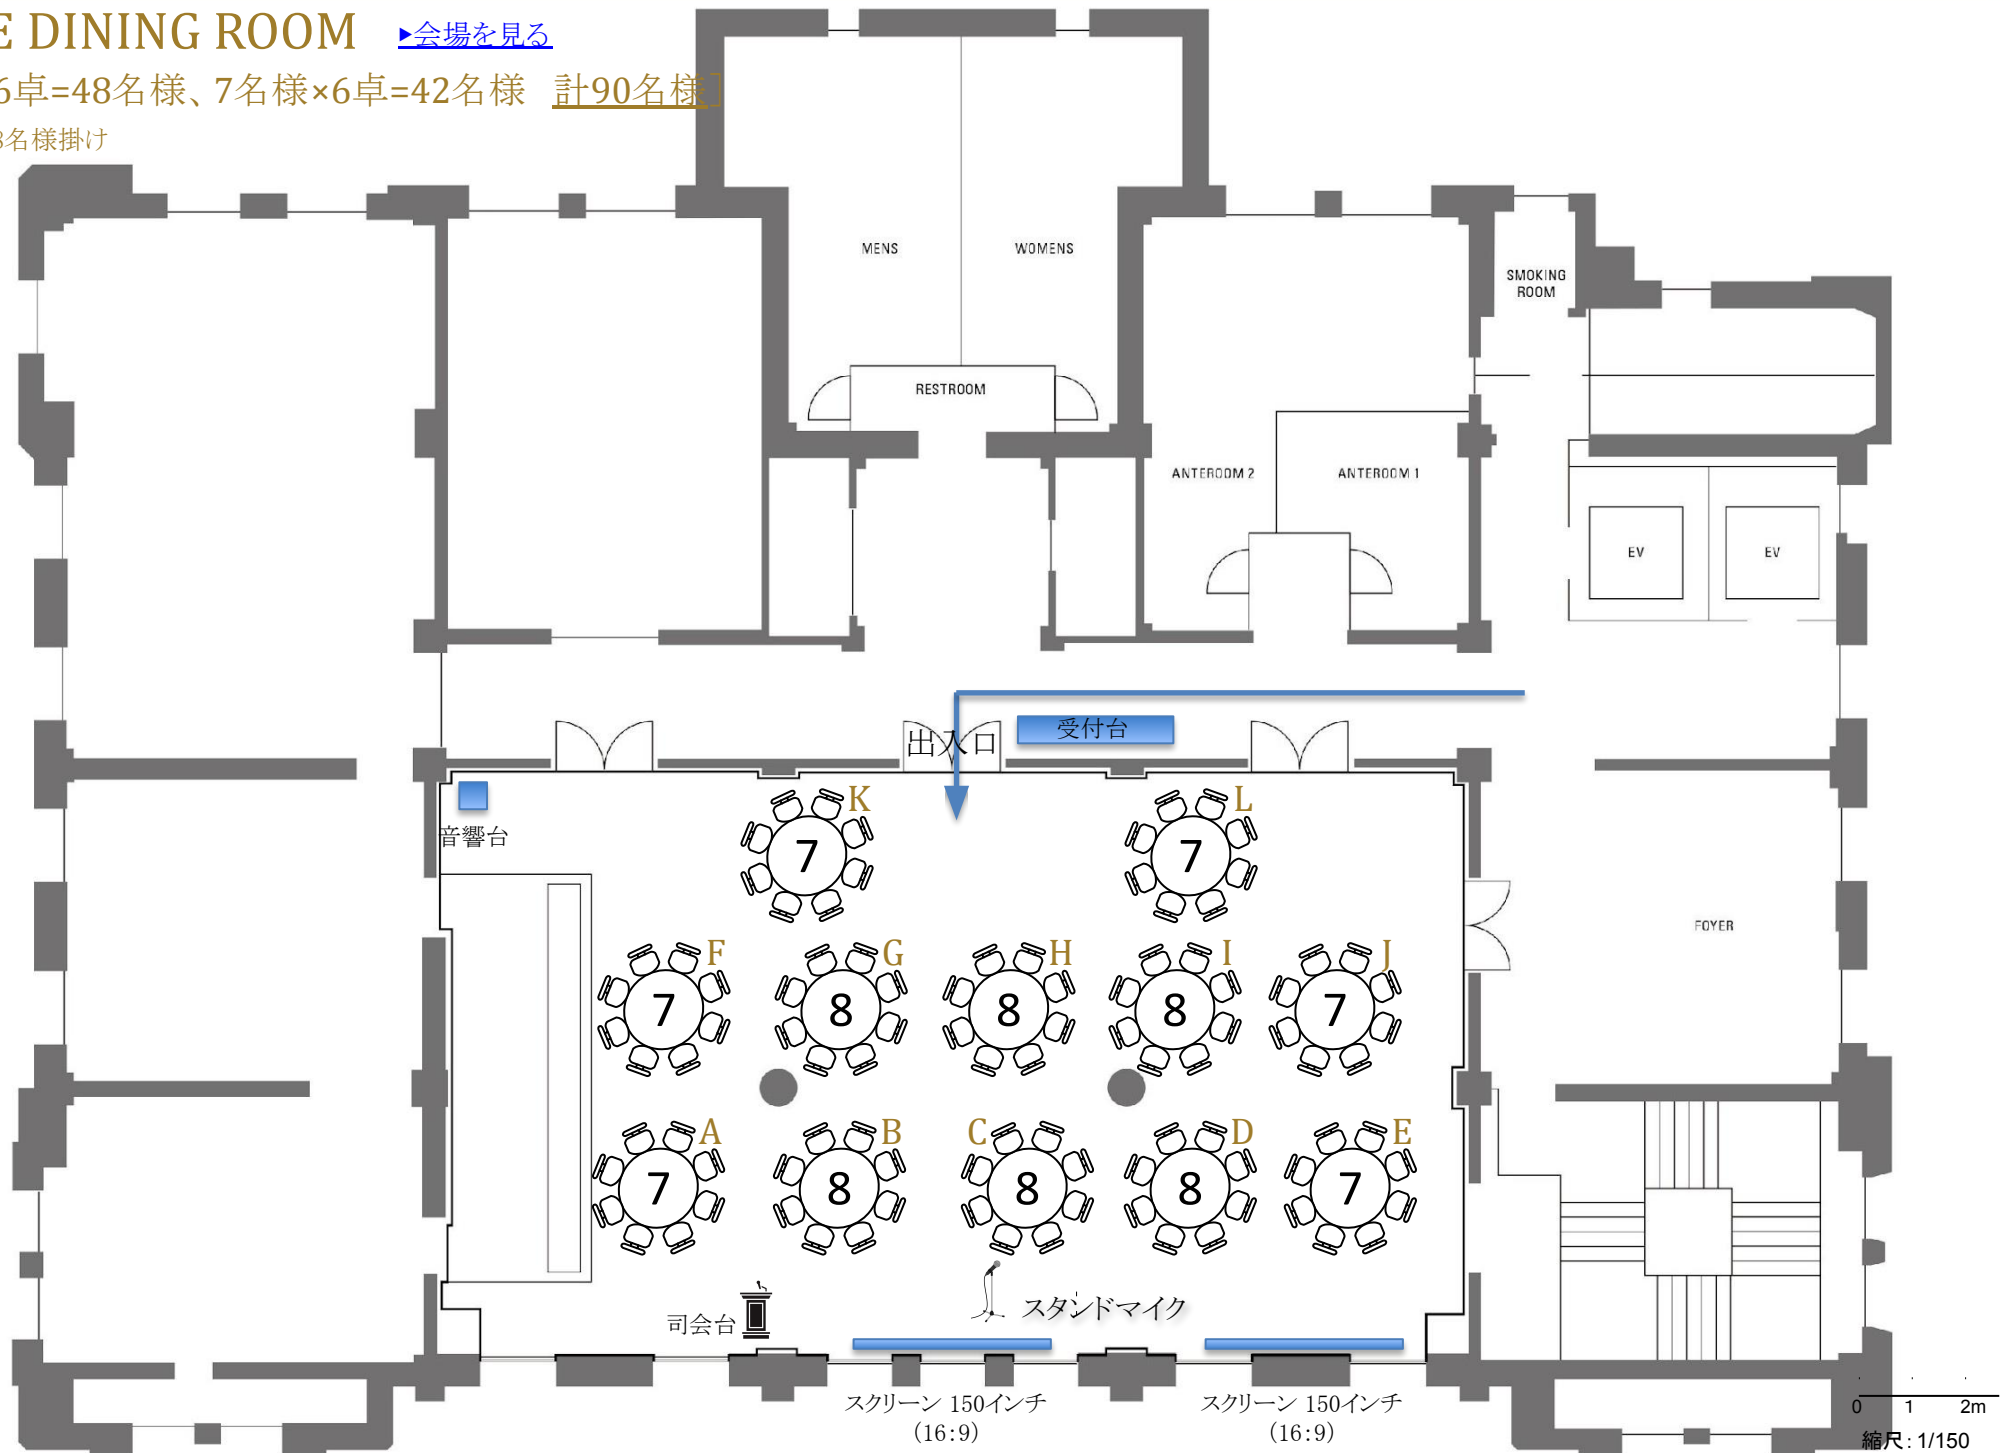 E DINING ROOM ▸会場を見る
6卓=48名様、7名様×6卓=42名様 計90名様]
8名様掛け
MENS
WOMENS
SMOKING
ROOM
RESTROOM
ANTEROOM 2
ANTEROOM 1
EV
EV
受付台
出入口
K
L
音響台
7
7
FOYER
F
G
H
I
J
7
8
8
8
7
A
B
C
D
E
7
8
8
8
7
スタンドマイク
司会台
スクリーン 150インチ
(16:9)
スクリーン 150インチ
(16:9)
0 1 2m
縮尺: 1/150